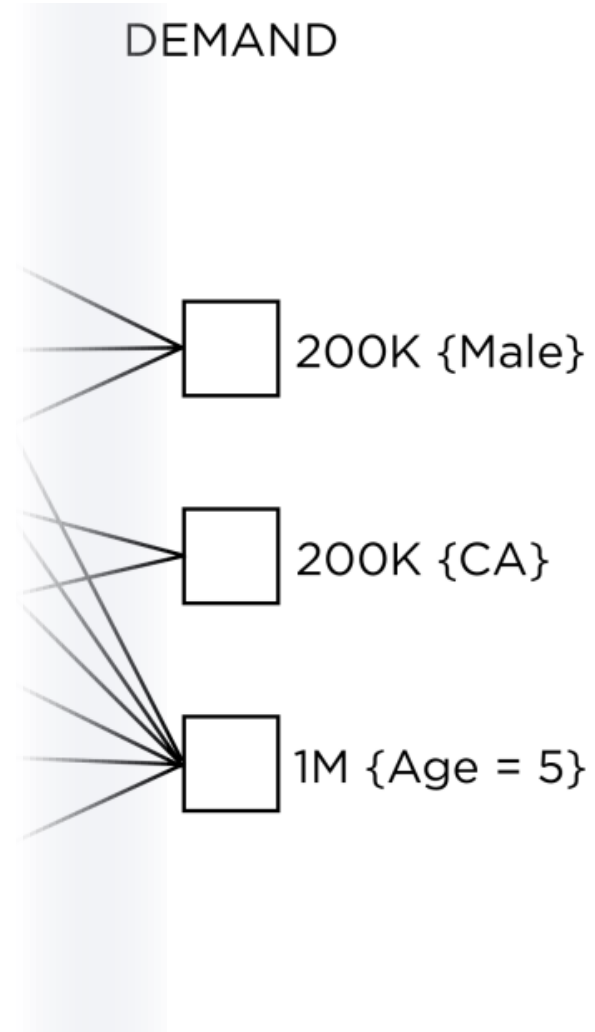 DEMAND
200K {Male}
200K {CA}
1M {Age = 5}